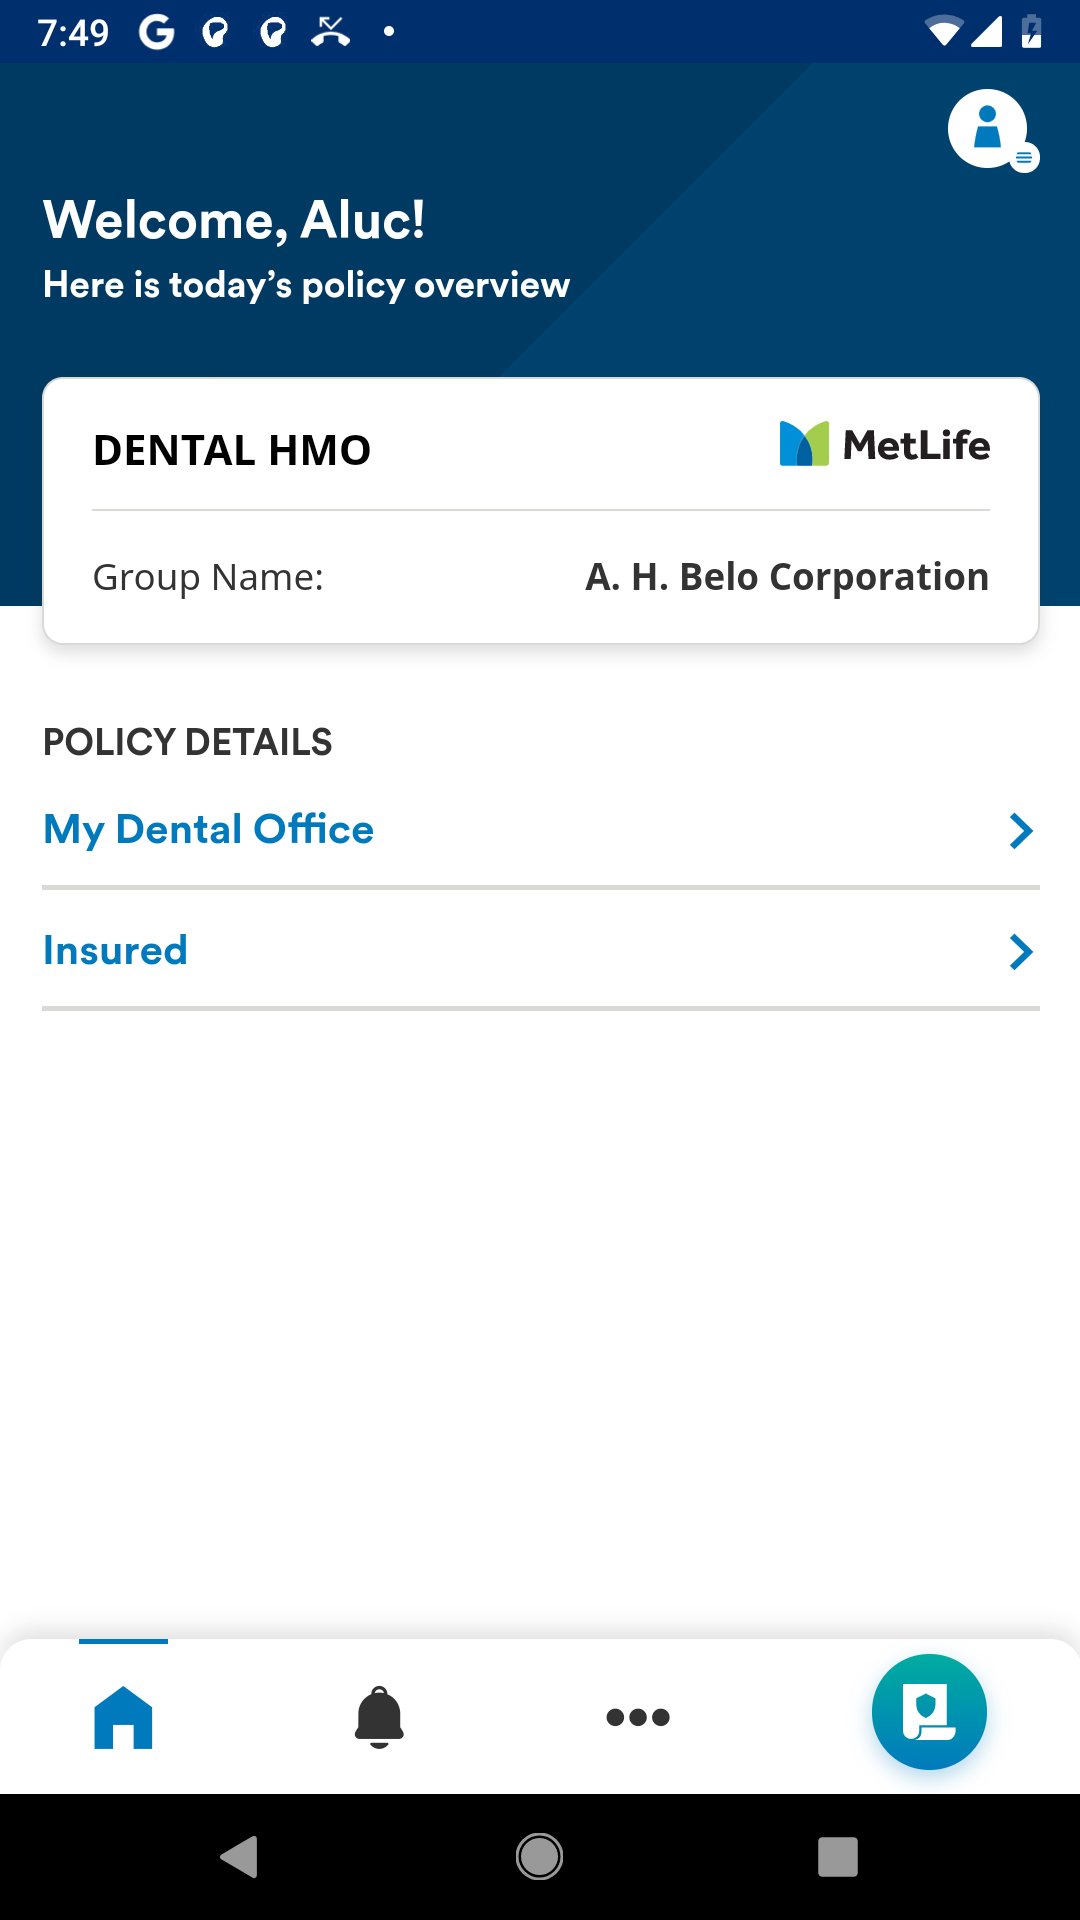 7:49
Welcome, Aluc!
Here is today's policy overview
DENTAL HMO
MetLife
Group Name:
A. H. Belo Corporation
POLICY DETAILS
My Dental Office
Insured